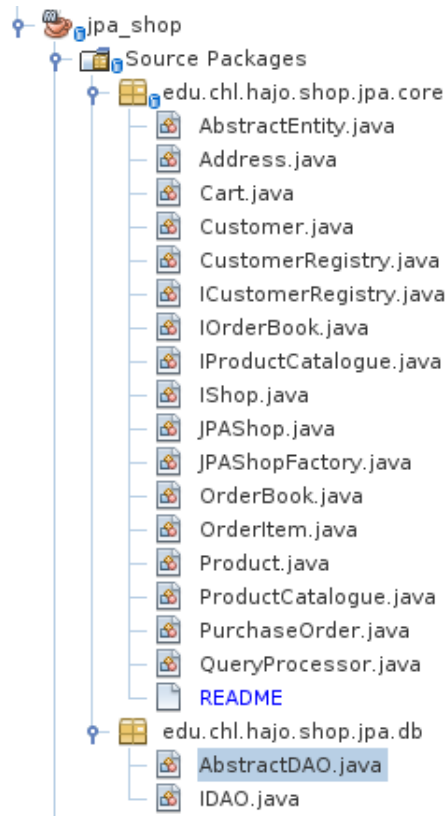 jpa_shop
Source Packages
edu.chl.hajo.shop.jpa.core
AbstractEntity.java
Address.java
Cart.java
Customer.java
CustomerRegistry.java
ICustomerRegistry.java
IOrderBook.java
IProductCatalogue.java
IShop.java
JPAShop.java
JPAShopFactory.java
OrderBook.java
OrderItem.java
Product.java
ProductCatalogue.java
PurchaseOrder.java
QueryProcessor.java
README
edu.chl.hajo.shop.jpa.db
AbstractDAO.java
IDAO.java